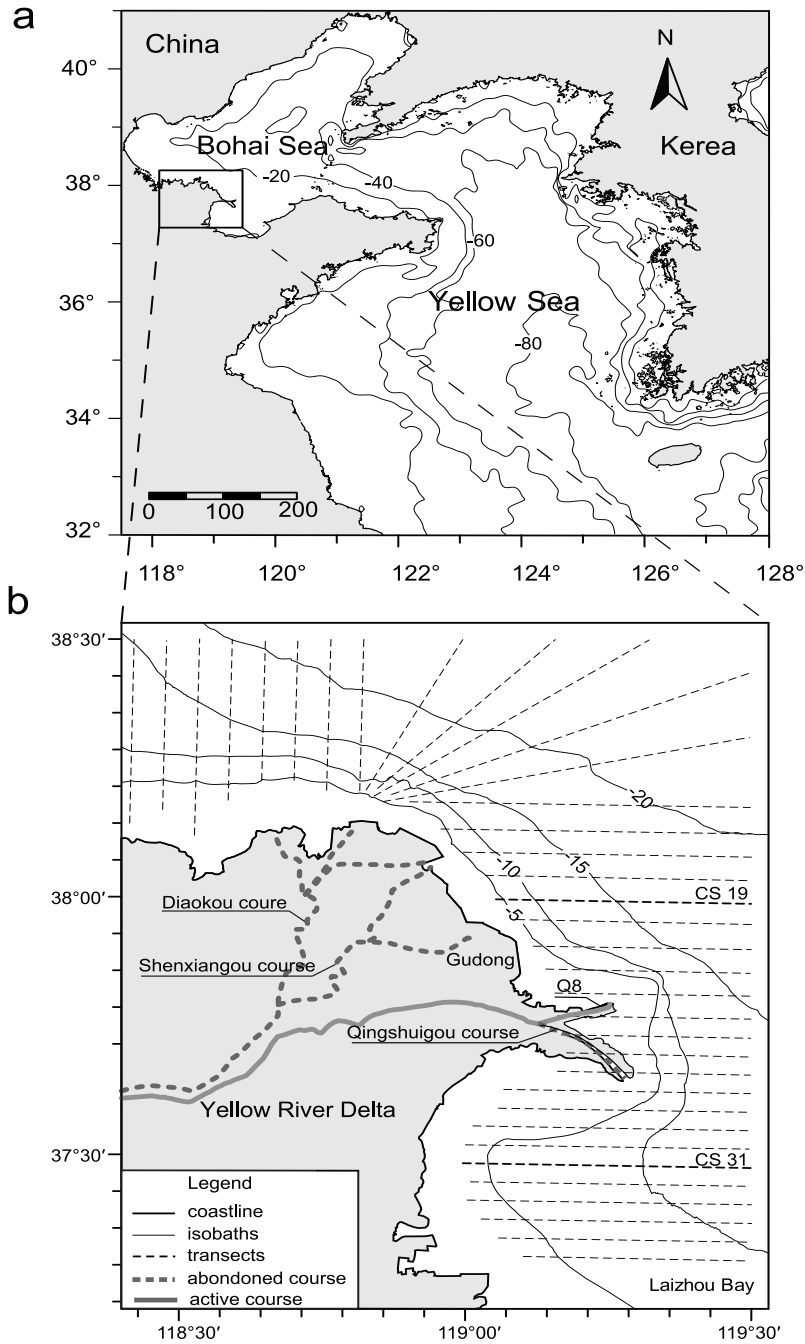 a
China
N
40°
Bohai Sea
Kerea
38°
-20
-40
-60
36°
Yellow Sea
-80
34°
32°
0 100 200
118° 120° 122° 124° 126° 128°
b
38°30′
-20
-15
-10
-5
38°00′
CS 19
Diaokou coure
Shenxiangou course
Gudong
Q8
Qingshuigou course
Yellow River Delta
37°30′
CS 31
Legend
coastline
isobaths
transects
abondoned course
active course
Laizhou Bay
118°30′ 119°00′ 119°30′